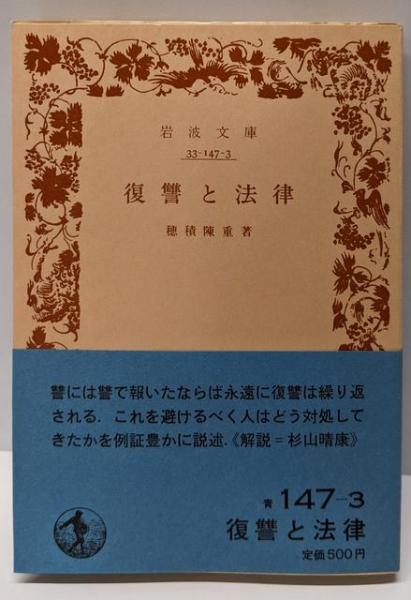 岩波文庫
33-147-3
復讐と法律
穂積陳重著
讐には讐で報いたならば永遠に復讐は繰り返
される．これを避けるべく人はどう対処して
きたかを例証豊かに説述．《解説＝杉山晴康》
青 147-3
復讐と法律
定価500円